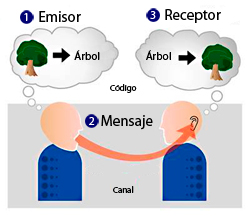 1 Emisor
3 Receptor
Árbol
Árbol
Código
2 Mensaje
Canal